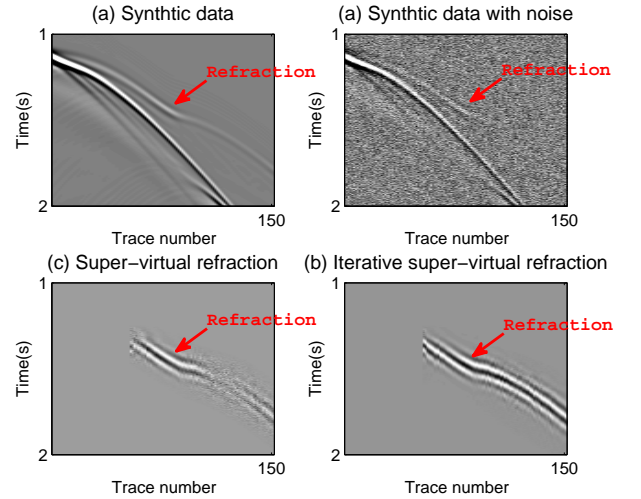 (a) Synthtic data
1
Refraction
Time(s)
2
150
Trace number
(a) Synthtic data with noise
1
Refraction
Time(s)
2
150
Trace number
(c) Super−virtual refraction
1
Refraction
Time(s)
2
150
Trace number
(b) Iterative super−virtual refraction
1
Refraction
Time(s)
2
150
Trace number